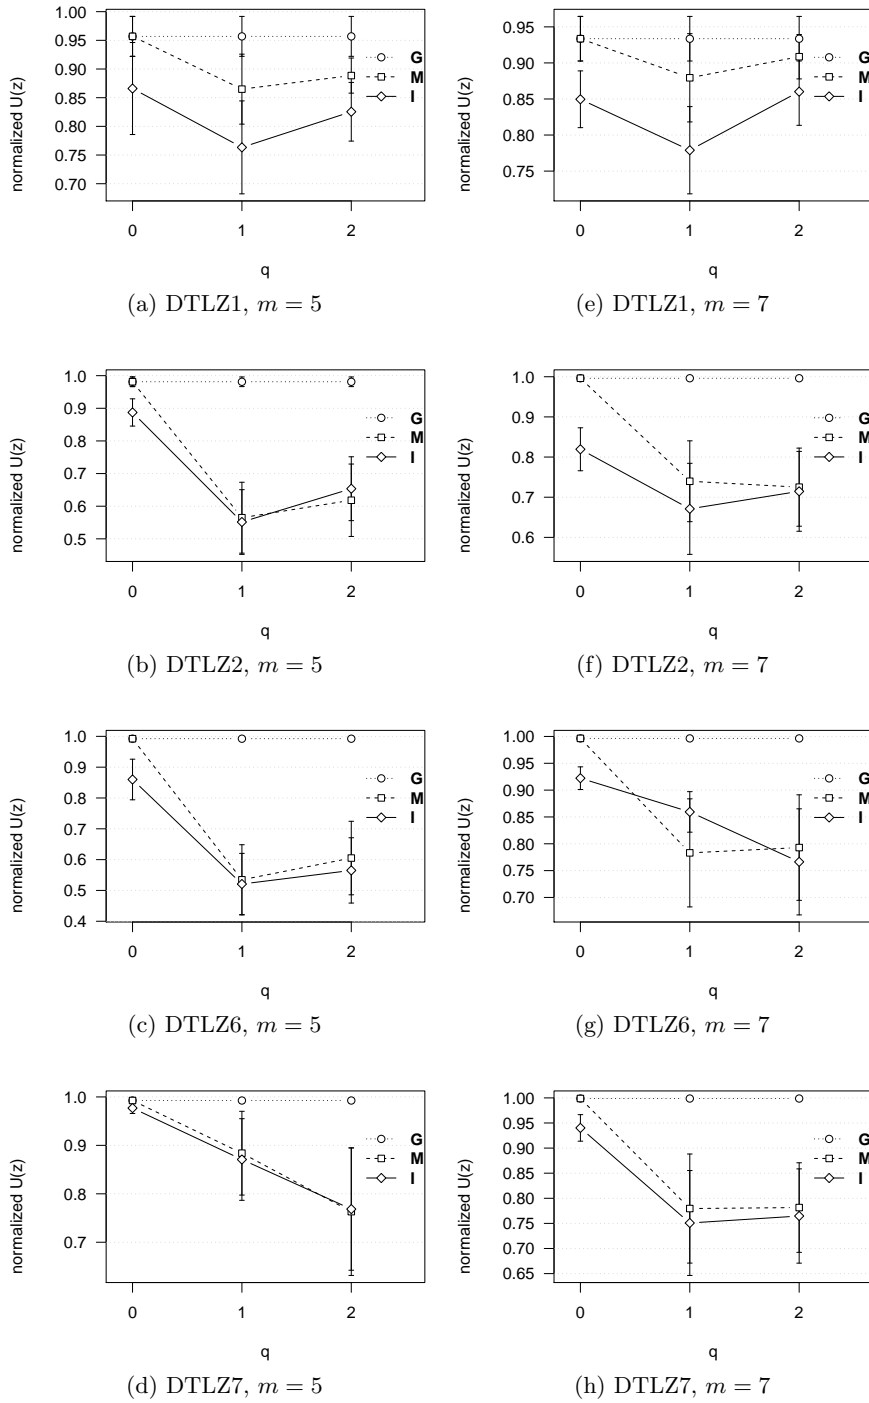 1.00
0.95
0.90
0.85
0.80
0.75
0.70
normalized U(z)
G
M
I
0 1 2
q
(a) DTLZ1, m = 5
0.95
0.90
0.85
0.80
0.75
normalized U(z)
G
M
I
0 1 2
q
(e) DTLZ1, m = 7
1.0
0.9
0.8
0.7
0.6
0.5
normalized U(z)
G
M
I
0 1 2
q
(b) DTLZ2, m = 5
1.0
0.9
0.8
0.7
0.6
normalized U(z)
G
M
I
0 1 2
q
(f) DTLZ2, m = 7
1.0
0.9
0.8
0.7
0.6
0.5
0.4
normalized U(z)
G
M
I
0 1 2
q
(c) DTLZ6, m = 5
1.00
0.95
0.90
0.85
0.80
0.75
0.70
normalized U(z)
G
M
I
0 1 2
q
(g) DTLZ6, m = 7
1.0
0.9
0.8
0.7
normalized U(z)
G
M
I
0 1 2
q
(d) DTLZ7, m = 5
1.00
0.95
0.90
0.85
0.80
0.75
0.70
0.65
normalized U(z)
G
M
I
0 1 2
q
(h) DTLZ7, m = 7